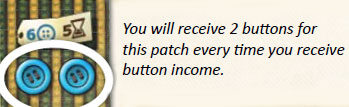 6 5
You will receive 2 buttons for
this patch every time you receive
button income.